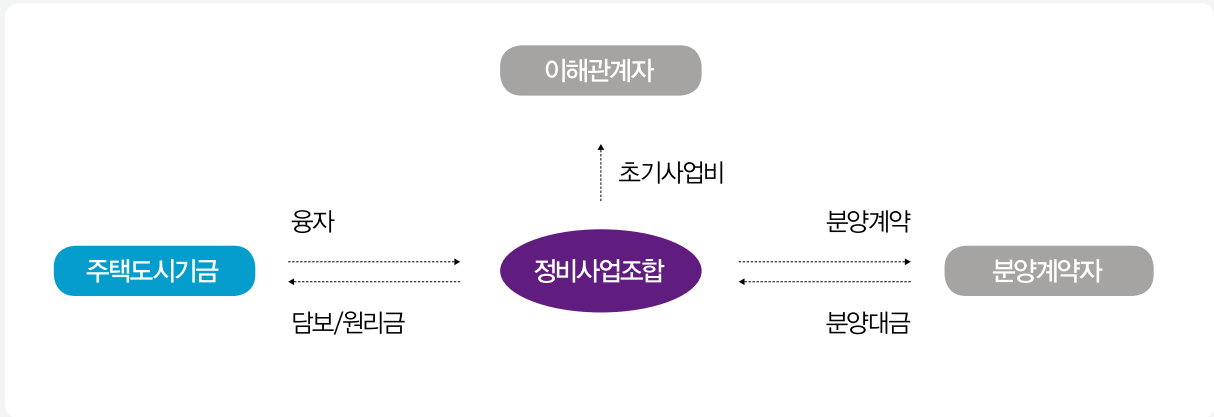 이해관계자
초기사업비
융자
분양계약
주택도시기금
정비사업조합
분양계약자
담보/원리금
분양대금